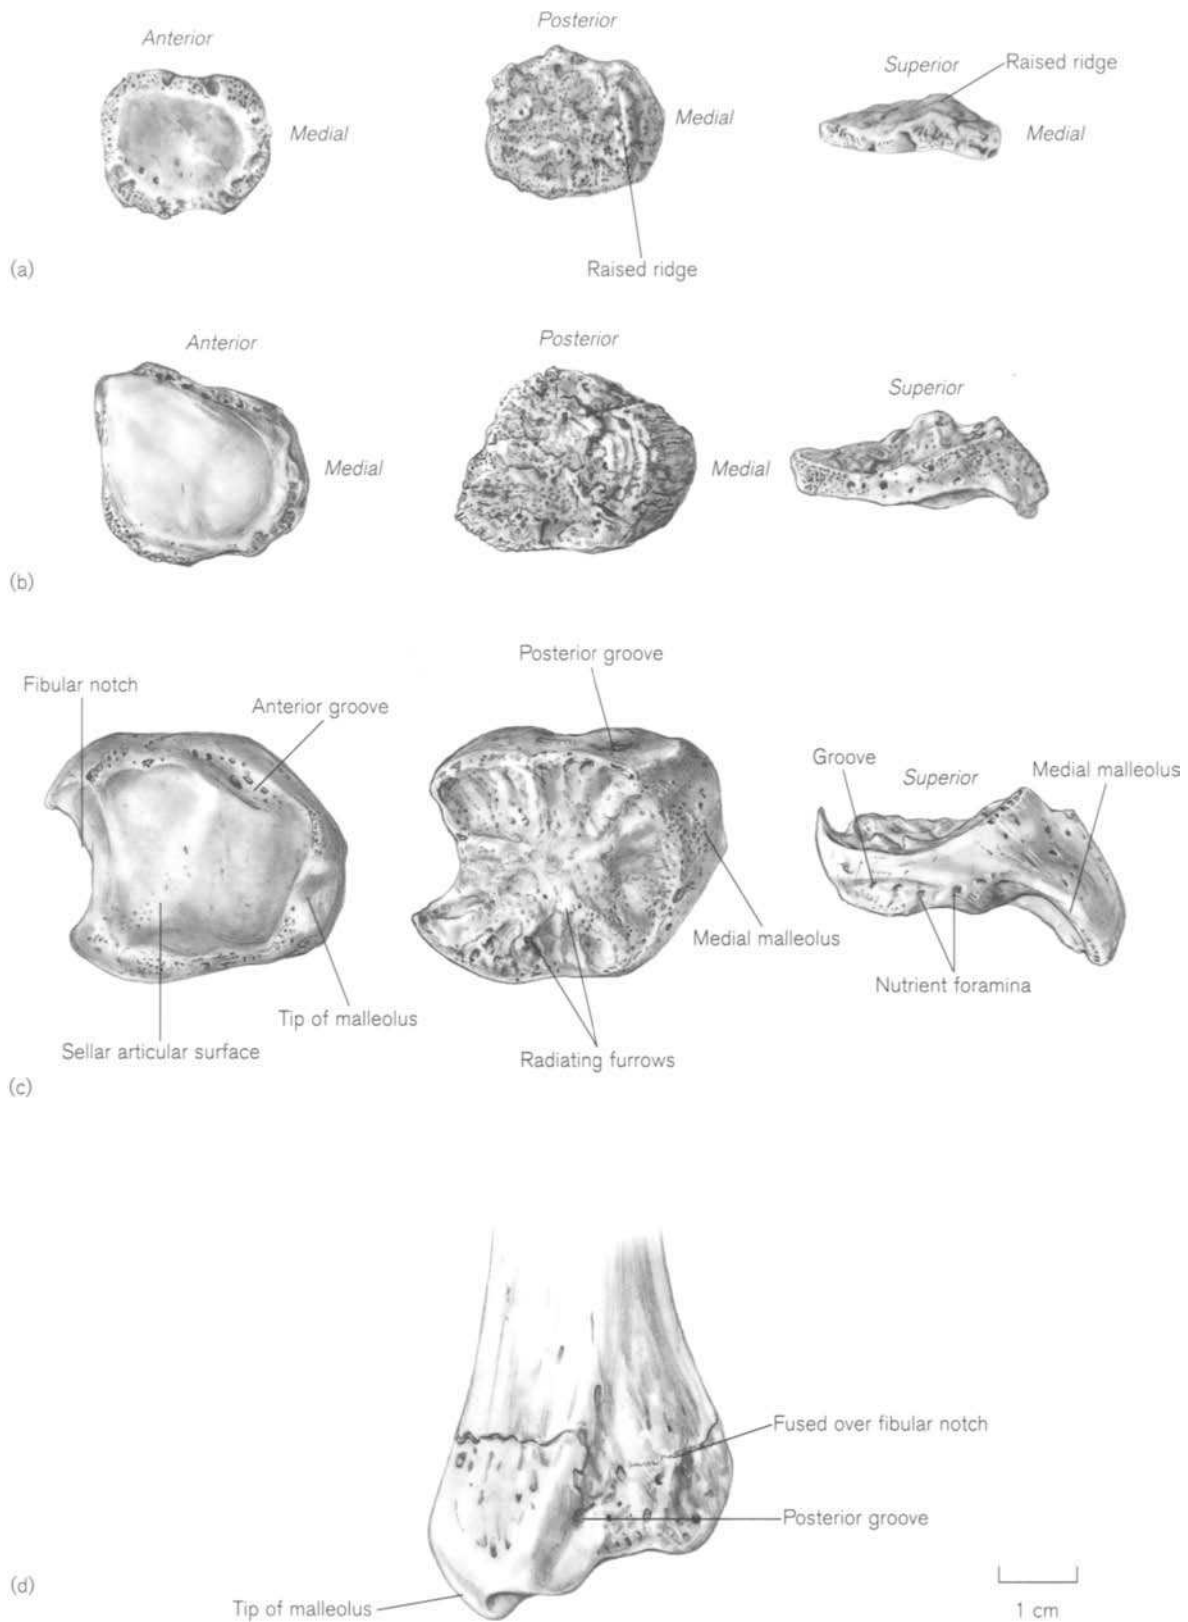 Anterior
Medial
Posterior
Medial
Raised ridge
Superior
Raised ridge
Medial
(a)
Anterior
Medial
Posterior
Medial
Superior
(b)
Fibular notch
Anterior groove
Tip of malleolus
Sellar articular surface
Posterior groove
Medial malleolus
Radiating furrows
Groove
Superior
Medial malleolus
Nutrient foramina
(c)
Fused over fibular notch
Posterior groove
Tip of malleolus
(d)
1 cm